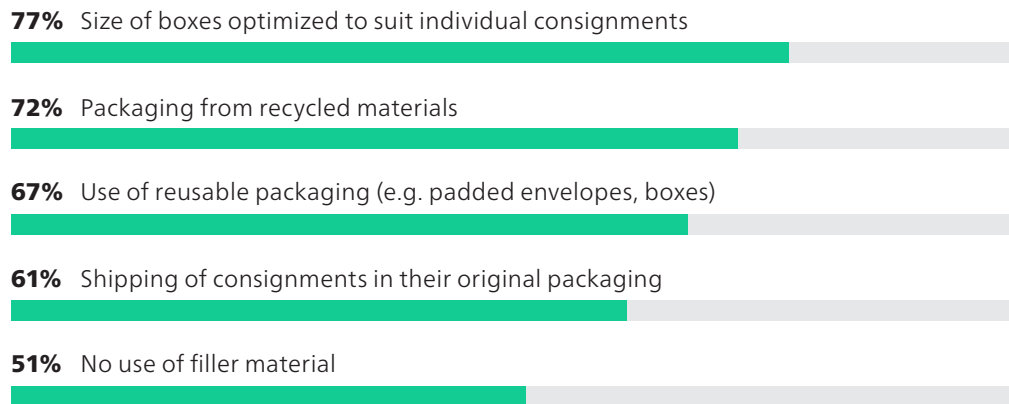 77% Size of boxes optimized to suit individual consignments
72% Packaging from recycled materials
67% Use of reusable packaging (e.g. padded envelopes, boxes)
61% Shipping of consignments in their original packaging
51% No use of filler material